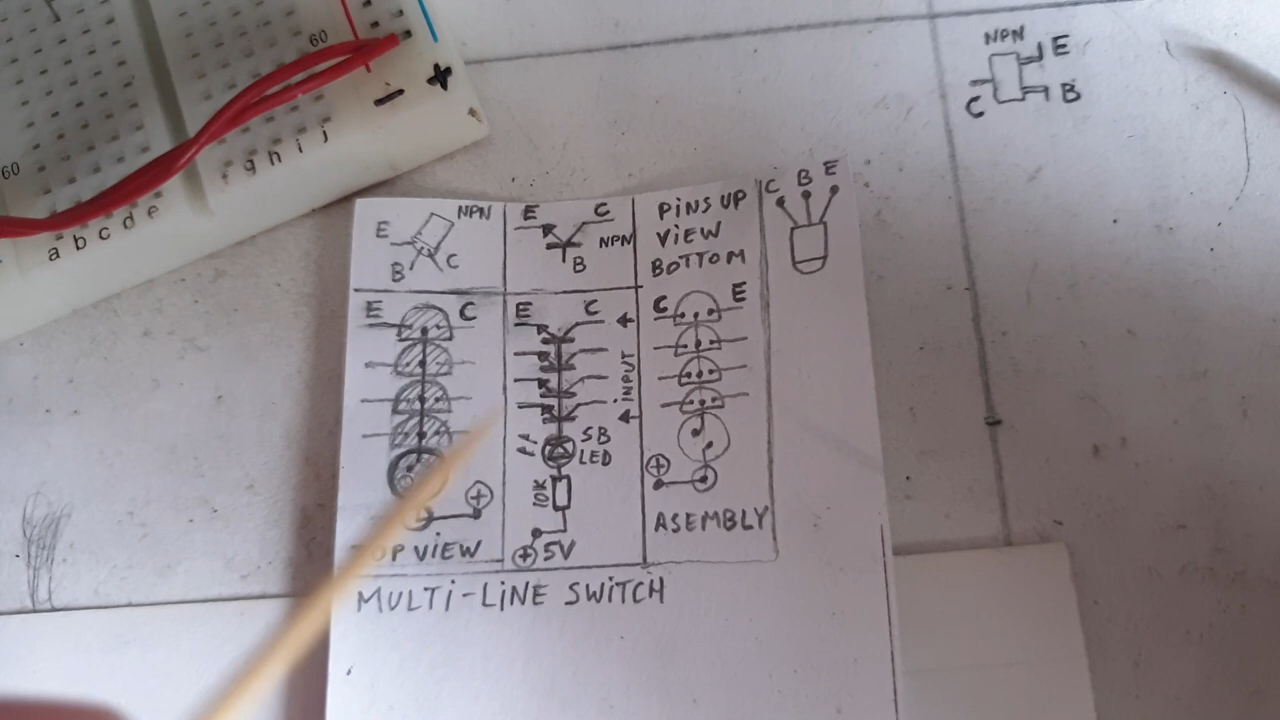 60
60
a b c d e
g h i j
- +
NPN
E
C
B
NPN
E
B
C
E
C
NPN
B
PINS UP
VIEW
BOTTOM
C B E
E
C
E
C
INPUT
C
E
SB
LED
10K
+
+
+ 5V
TOP VIEW
ASEMBLY
MULTI-LINE SWITCH